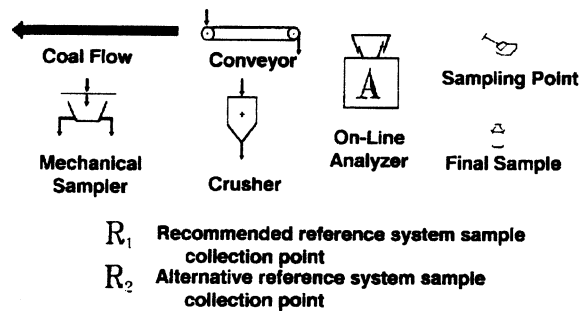 Coal Flow
Conveyor
Sampling Point
Mechanical
Sampler
Crusher
A
On-Line
Analyzer
Final Sample
R1 Recommended reference system sample
collection point
R2 Alternative reference system sample
collection point